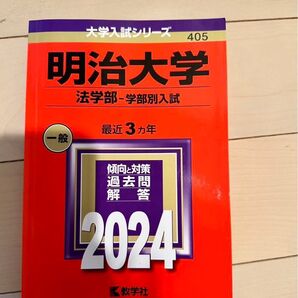 大学入試シリーズ
405
明治大学
法学部-学部別入試
一般
最近3カ年
傾向と対策
過去問
解答
2024
教学社